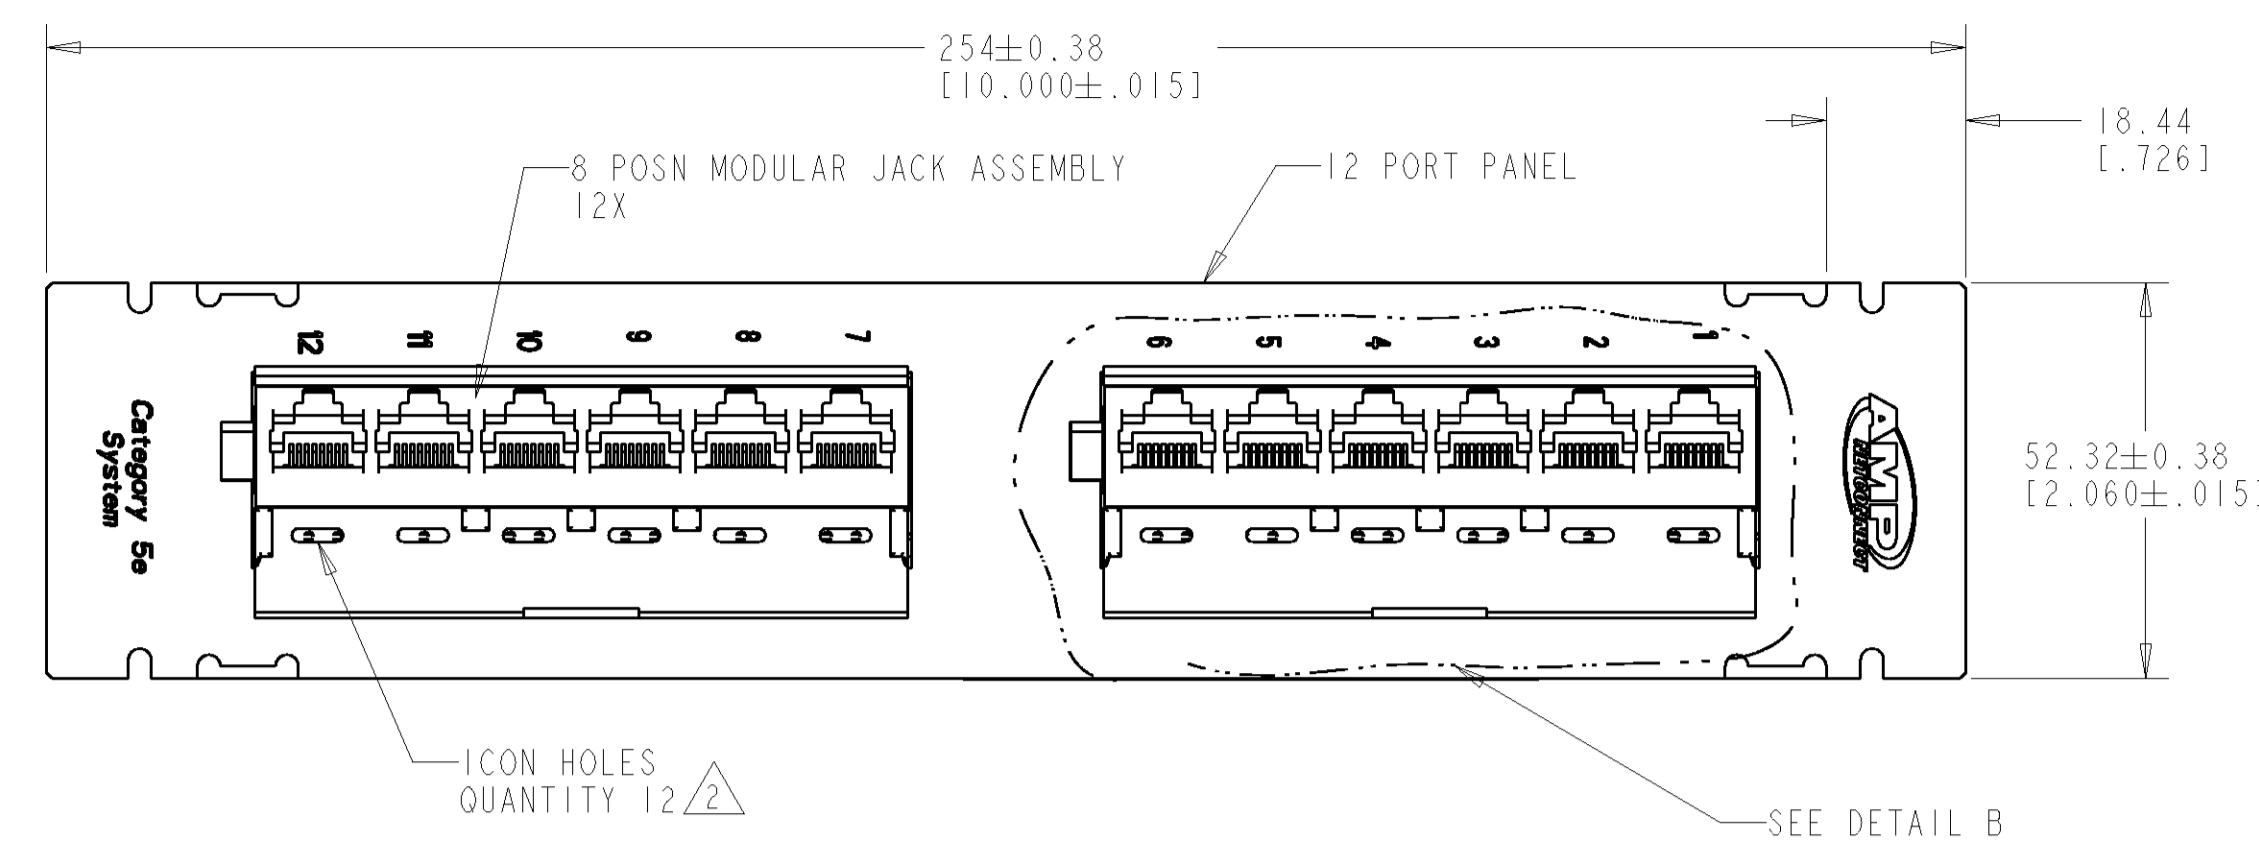 254±0.38
[10.000±.015]
18.44
[.726]
8 POSN MODULAR JACK ASSEMBLY
12X
12 PORT PANEL
12 11 10 9 8 7 6 5 4 3 2 1
Category 5e
System
AMP
NETCONNECT
52.32±0.38
[2.060±.015]
ICON HOLES
QUANTITY 12 2
SEE DETAIL B